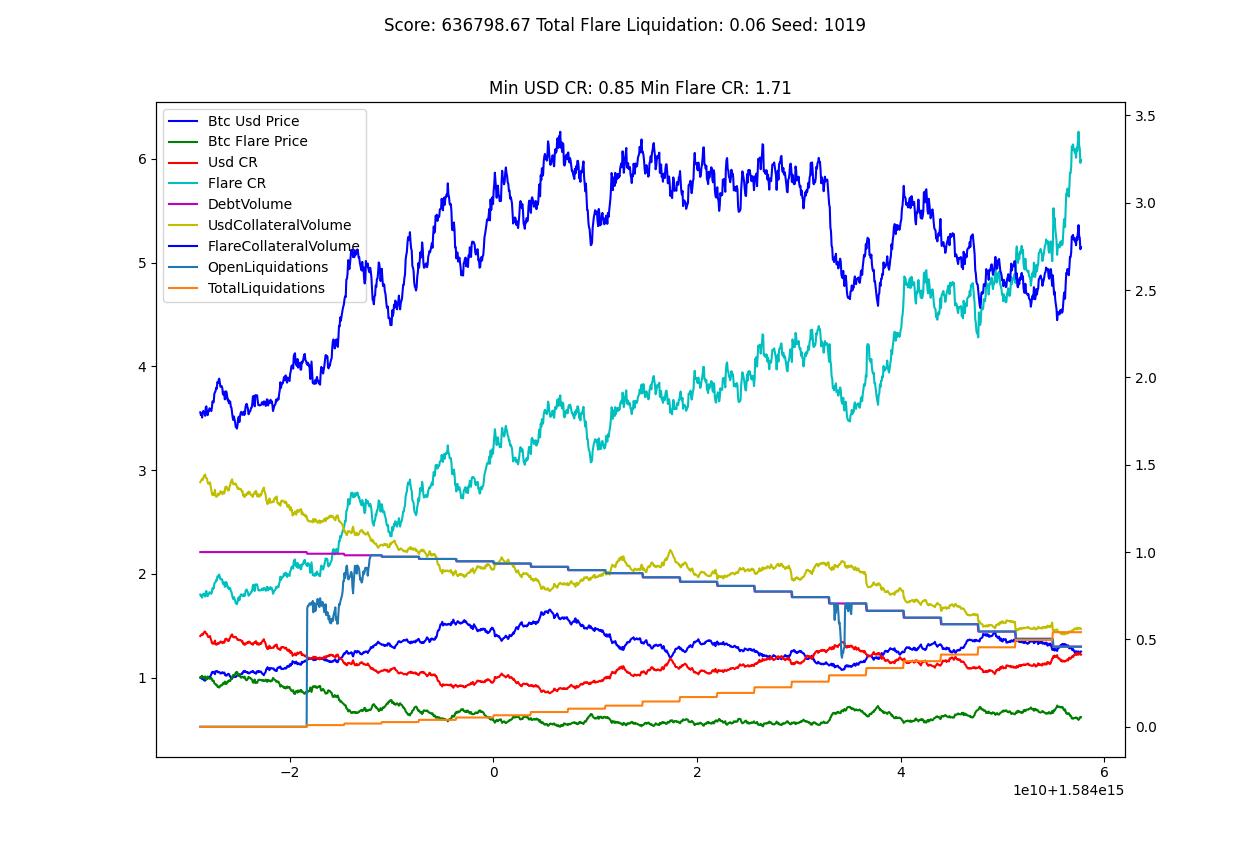 Score: 636798.67 Total Flare Liquidation: 0.06 Seed: 1019
Min USD CR: 0.85 Min Flare CR: 1.71
Btc Usd Price
Btc Flare Price
Usd CR
Flare CR
DebtVolume
UsdCollateralVolume
FlareCollateralVolume
OpenLiquidations
TotalLiquidations
6
5
4
3
2
1
3.5
3.0
2.5
2.0
1.5
1.0
0.5
0.0
−2 0 2 4 6
1e10+1.584e15